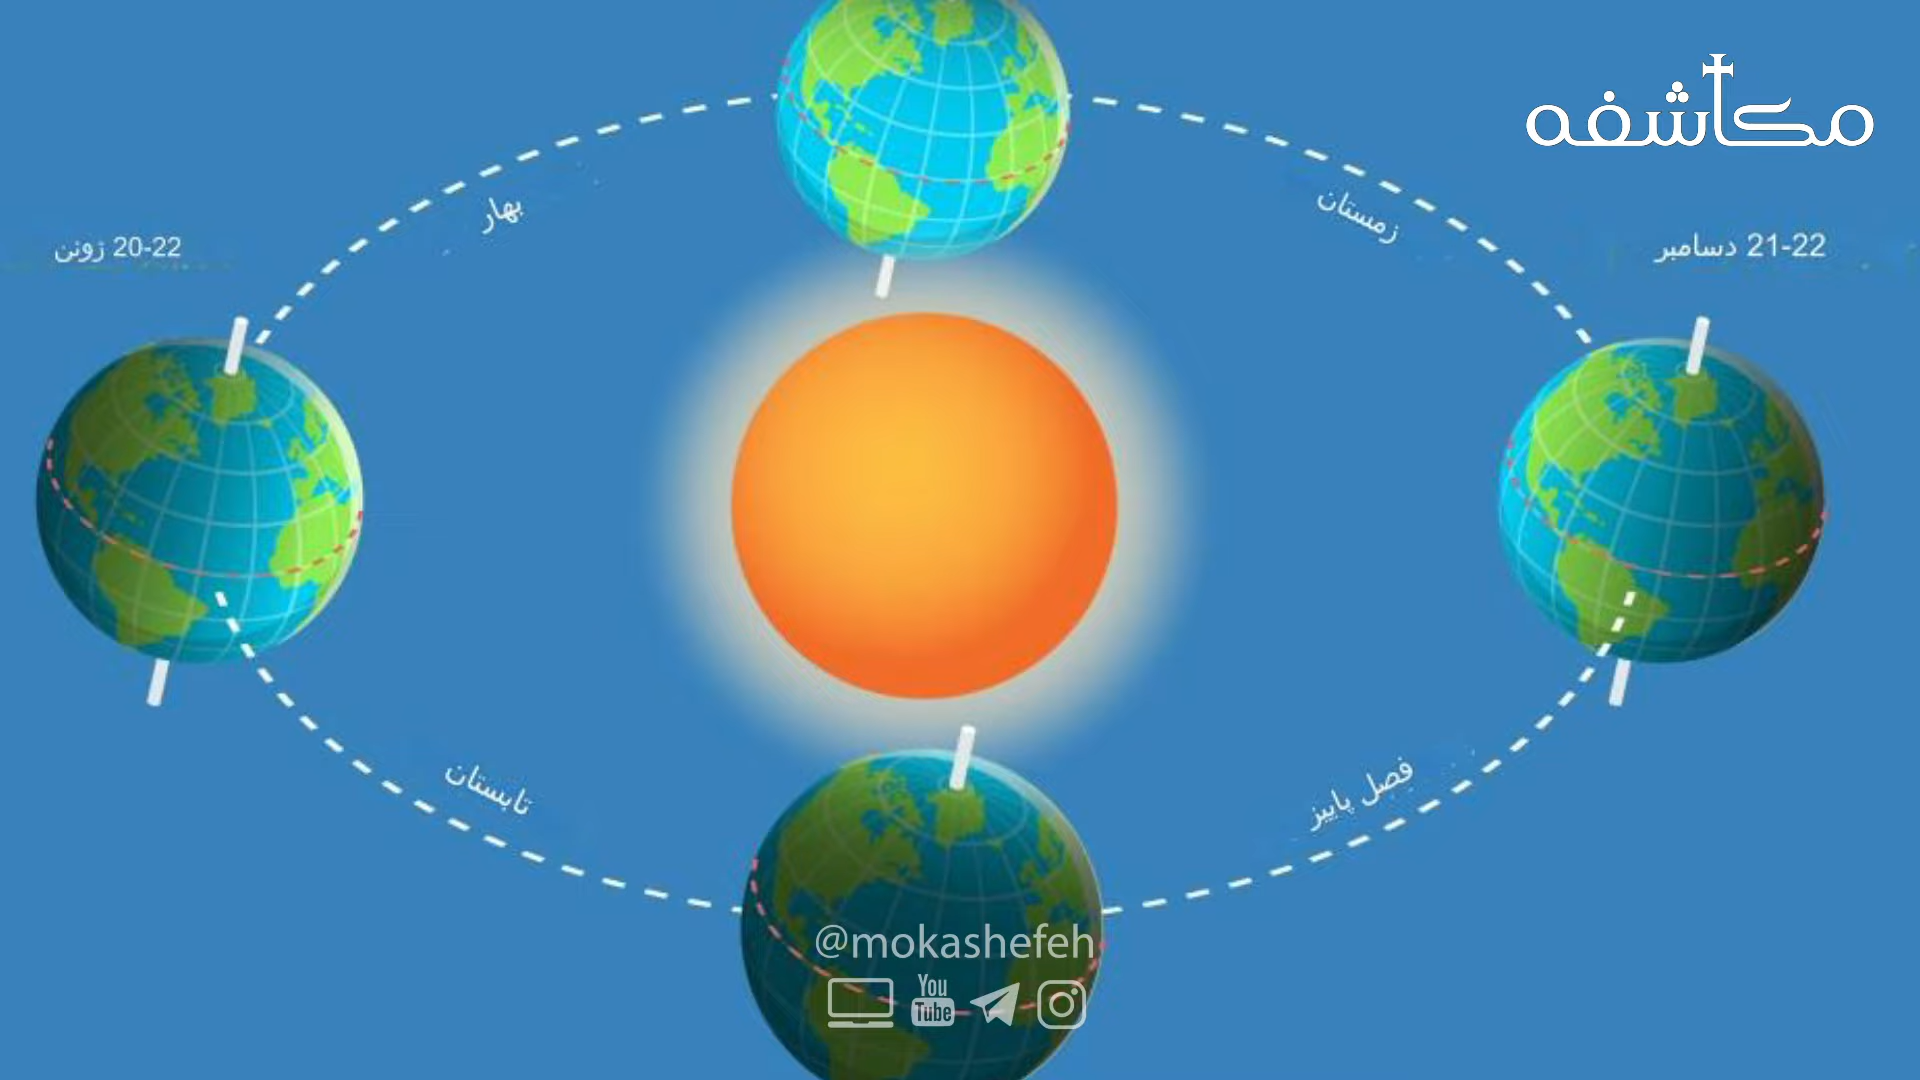 مکاشفه
بهار
زمستان
20-22 ژوئن
21-22 دسامبر
تابستان
فصل پاییز
@mokashefeh
You
Tube